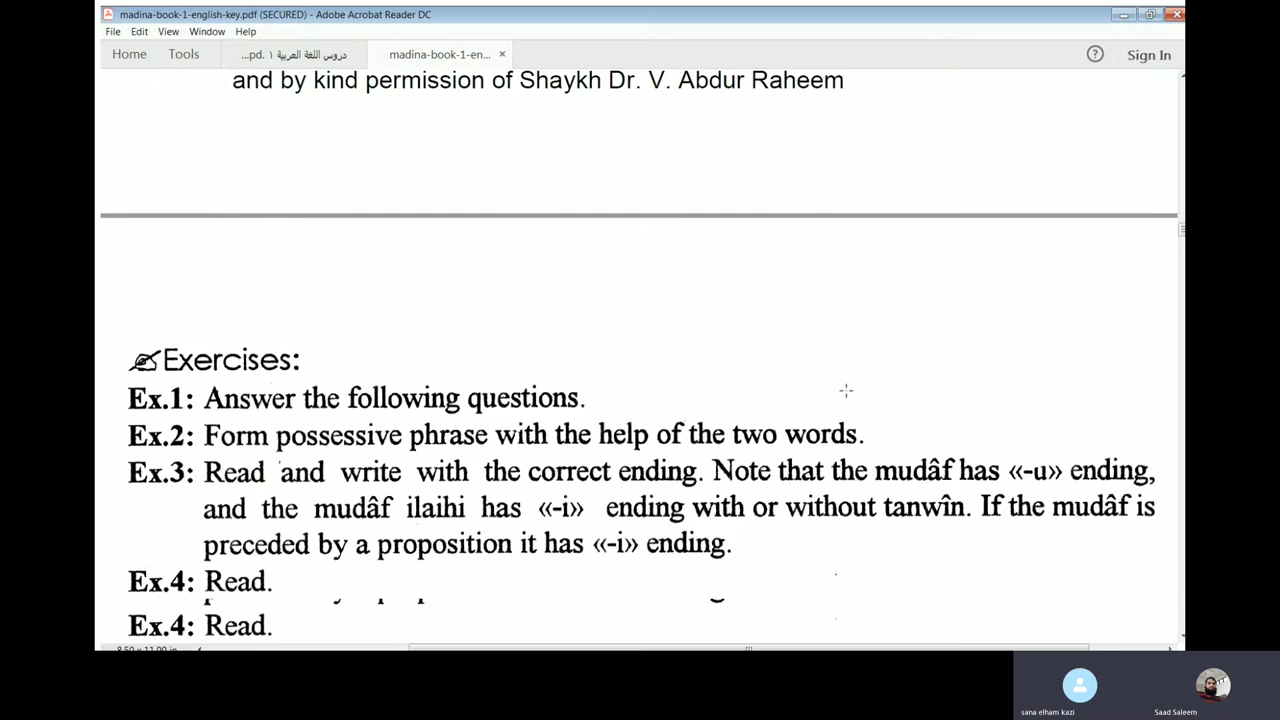 madina-book-1-english-key.pdf (SECURED) - Adobe Acrobat Reader DC
File Edit View Window Help
Home Tools دروس اللغة العربية ١ pd... madina-book-1-en... × ? Sign In
and by kind permission of Shaykh Dr. V. Abdur Raheem
Exercises:
Ex.1: Answer the following questions.
Ex.2: Form possessive phrase with the help of the two words.
Ex.3: Read and write with the correct ending. Note that the mudâf has «-u» ending,
and the mudâf ilaihi has «-i» ending with or without tanwîn. If the mudâf is
preceded by a proposition it has «-i» ending.
Ex.4: Read.
Ex.4: Read.
8.50 x 11.00 in
sana elham kazi Saad Saleem